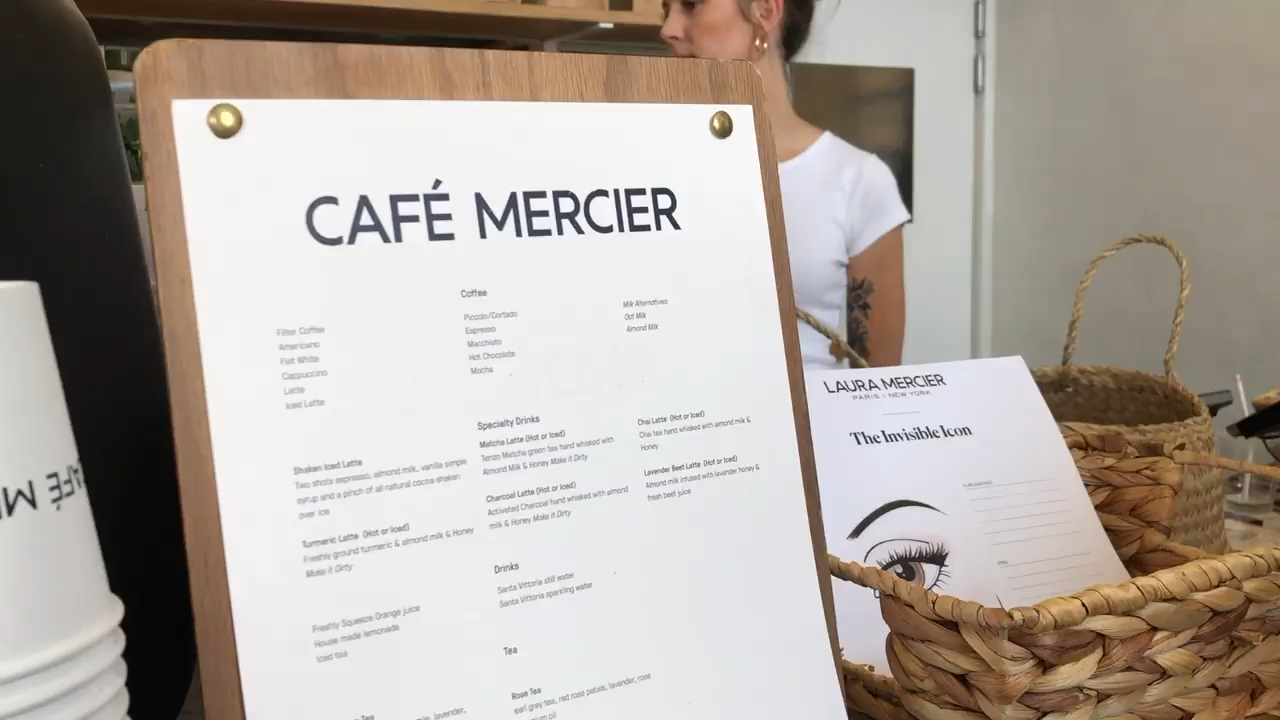 CAFÉ MERCIER
Coffee
Filter Coffee
Americano
Flat White
Cappuccino
Latte
Iced Latte
Piccolo/Cortado
Espresso
Macchiato
Hot Chocolate
Mocha
Milk Alternatives
Oat Milk
Almond Milk
Specialty Drinks
Shaken Iced Latte
Two shots espresso, almond milk, vanilla simple
syrup and a pinch of all natural cocoa shaken
over ice
Turmeric Latte (Hot or Iced)
Freshly ground turmeric & almond milk & Honey
Make it Dirty
Matcha Latte (Hot or Iced)
Tenzo Matcha green tea hand whisked with
Almond Milk & Honey Make it Dirty
Charcoal Latte (Hot or Iced)
Activated Charcoal hand whisked with almond
milk & Honey Make it Dirty
Chai Latte (Hot or Iced)
Chai tea hand whisked with almond milk &
Honey
Lavender Beet Latte (Hot or Iced)
Almond milk infused with lavender honey &
fresh beet juice
Drinks
Freshly Squeeze Orange juice
House made lemonade
Iced tea
Santa Vittoria still water
Santa Vittoria sparkling water
Tea
Rose Tea
earl grey tea, red rose petals, lavender, rose
oil
Tea
lavender,
LAURA MERCIER
PARIS NEW YORK
The Invisible Icon
AFÉ M